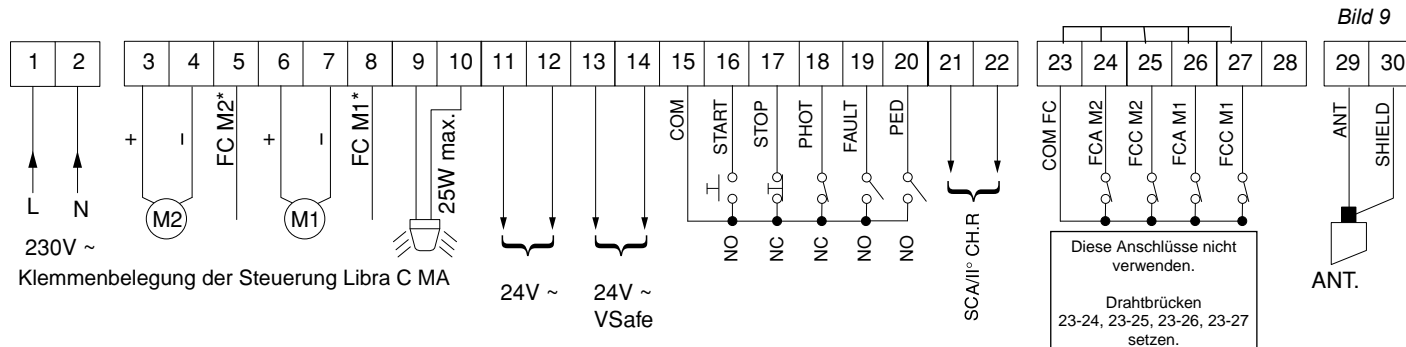 Bild 9
1 2 3 4 5 6 7 8 9 10 11 12 13 14 15 16 17 18 19 20 21 22 23 24 25 26 27 28 29 30
+ − FC M2* + − FC M1* 25W max. COM START STOP PHOT FAULT PED COM FC FCA M2 FCC M2 FCA M1 FCC M1 ANT SHIELD
L N M2 M1
SCA/II° CH.R
NO NC NC NO NO
230V ~
Klemmenbelegung der Steuerung Libra C MA
24V ~
24V ~
VSafe
Diese Anschlüsse nicht
verwenden.
Drahtbrücken
23-24, 23-25, 23-26, 23-27
setzen.
ANT.